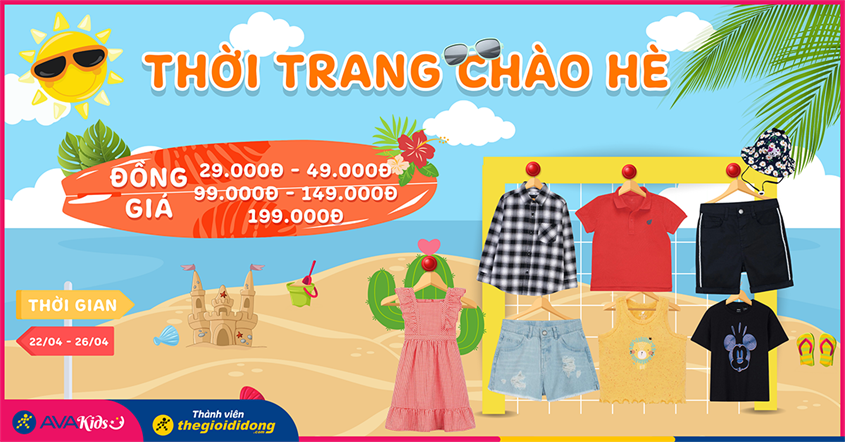 THỜI TRANG CHÀO HÈ
ĐỒNG GIÁ
29.000Đ - 49.000Đ
99.000Đ - 149.000Đ
199.000Đ
THỜI GIAN
22/04 - 26/04
AVAKids
Thành viên
thegioididong.com